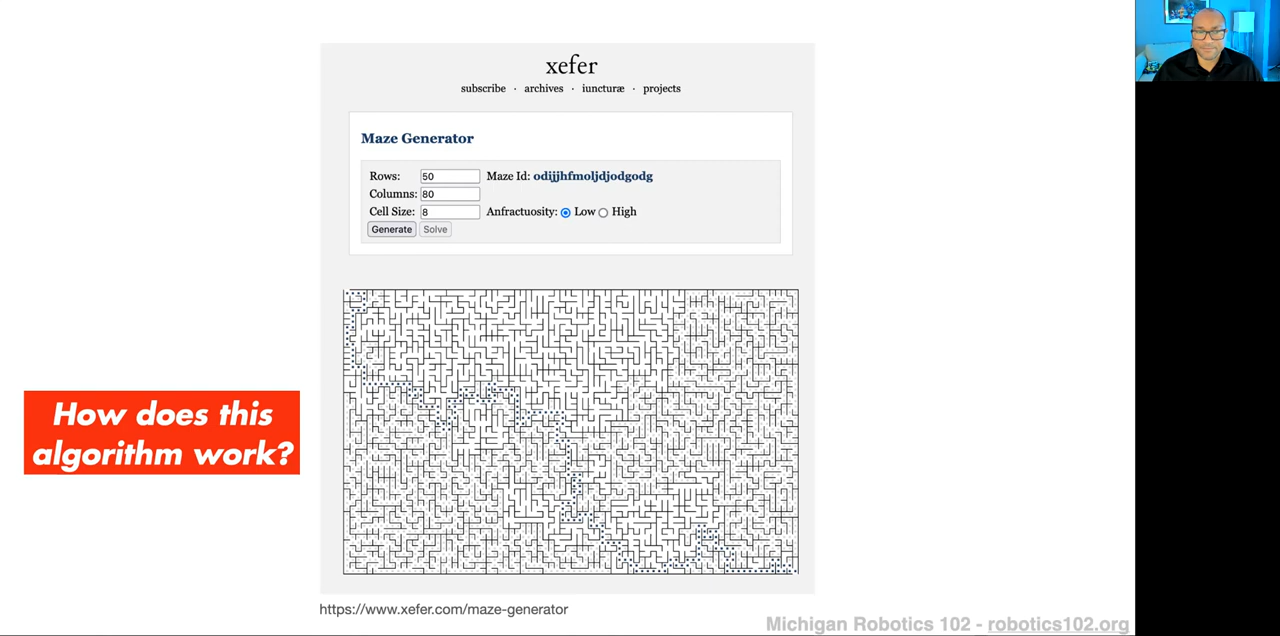 xefer
subscribe · archives · iuncturæ · projects
Maze Generator
Rows: 50 Maze Id: odijjhfmoljdjodgodg
Columns: 80
Cell Size: 8 Anfractuosity: Low High
Generate Solve
How does this
algorithm work?
https://www.xefer.com/maze-generator
Michigan Robotics 102 - robotics102.org